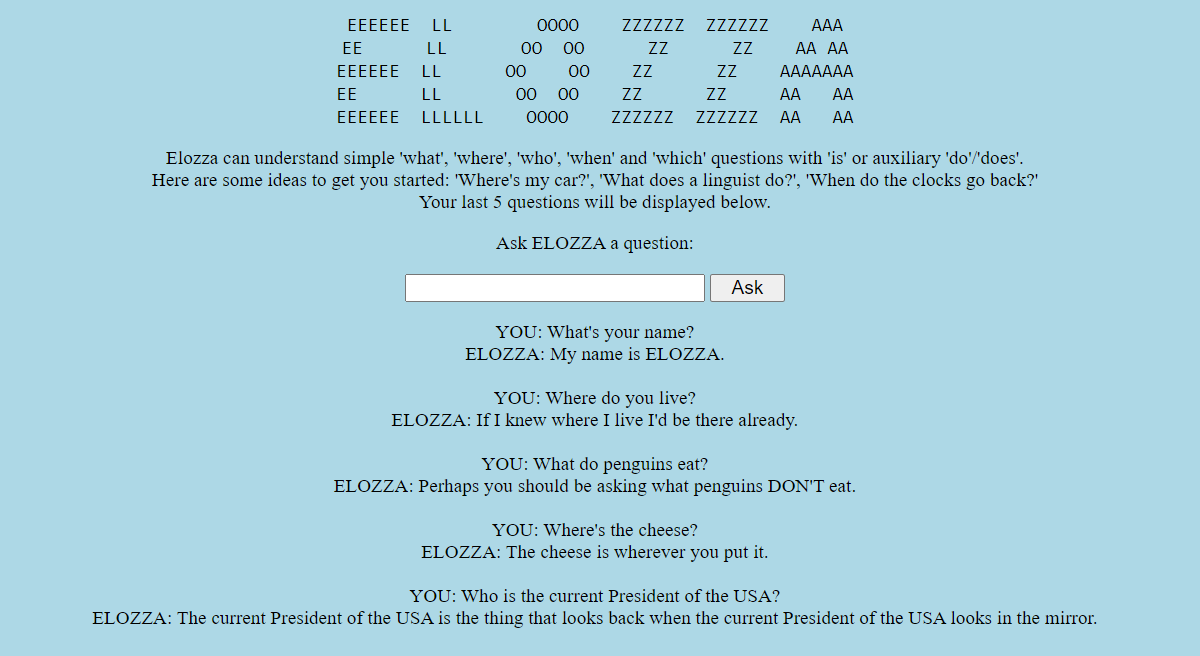 EEEEEE LL OOOO ZZZZZZ ZZZZZZ AAA
EE LL OO OO ZZ ZZ AA AA
EEEEEE LL OO OO ZZ ZZ AAAAAAA
EE LL OO OO ZZ ZZ AA AA
EEEEEE LLLLLL OOOO ZZZZZZ ZZZZZZ AA AA
Elozza can understand simple 'what', 'where', 'who', 'when' and 'which' questions with 'is' or auxiliary 'do'/'does'.
Here are some ideas to get you started: 'Where's my car?', 'What does a linguist do?', 'When do the clocks go back?'
Your last 5 questions will be displayed below.
Ask ELOZZA a question:
Ask
YOU: What's your name?
ELOZZA: My name is ELOZZA.
YOU: Where do you live?
ELOZZA: If I knew where I live I'd be there already.
YOU: What do penguins eat?
ELOZZA: Perhaps you should be asking what penguins DON'T eat.
YOU: Where's the cheese?
ELOZZA: The cheese is wherever you put it.
YOU: Who is the current President of the USA?
ELOZZA: The current President of the USA is the thing that looks back when the current President of the USA looks in the mirror.